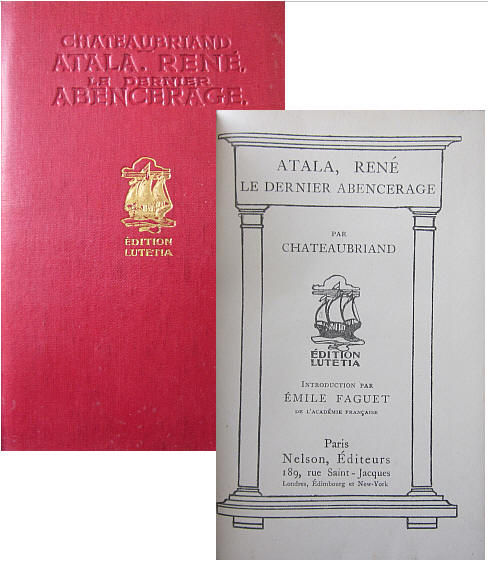 CHATEAUBRIAND
ATALA. RENÉ,
LE DERNIER
ABENCERAGE.
ÉDITION
LUTETIA
ATALA, RENÉ
LE DERNIER ABENCERAGE
PAR
CHATEAUBRIAND
ÉDITION
LUTETIA
INTRODUCTION PAR
ÉMILE FAGUET
DE L'ACADÉMIE FRANÇAISE
Paris
Nelson, Éditeurs
189, rue Saint-Jacques
Londres, Édimbourg et New-York